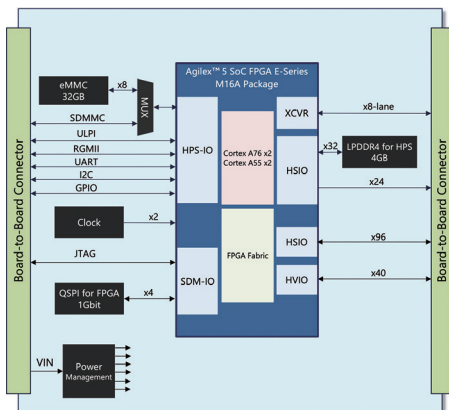 Agilex™ 5 SoC FPGA E-Series
M16A Package
eMMC
32GB
x8
MUX
SDMMC
ULPI
RGMII
UART
I2C
GPIO
HPS-IO
Cortex A76 x2
Cortex A55 x2
XCVR
x8-lane
HSIO
x32
LPDDR4 for HPS
4GB
x24
Clock
x2
FPGA Fabric
HSIO
x96
JTAG
SDM-IO
HVIO
x40
QSPI for FPGA
1Gbit
x4
VIN
Power
Management
Board-to-Board Connector
Board-to-Board Connector